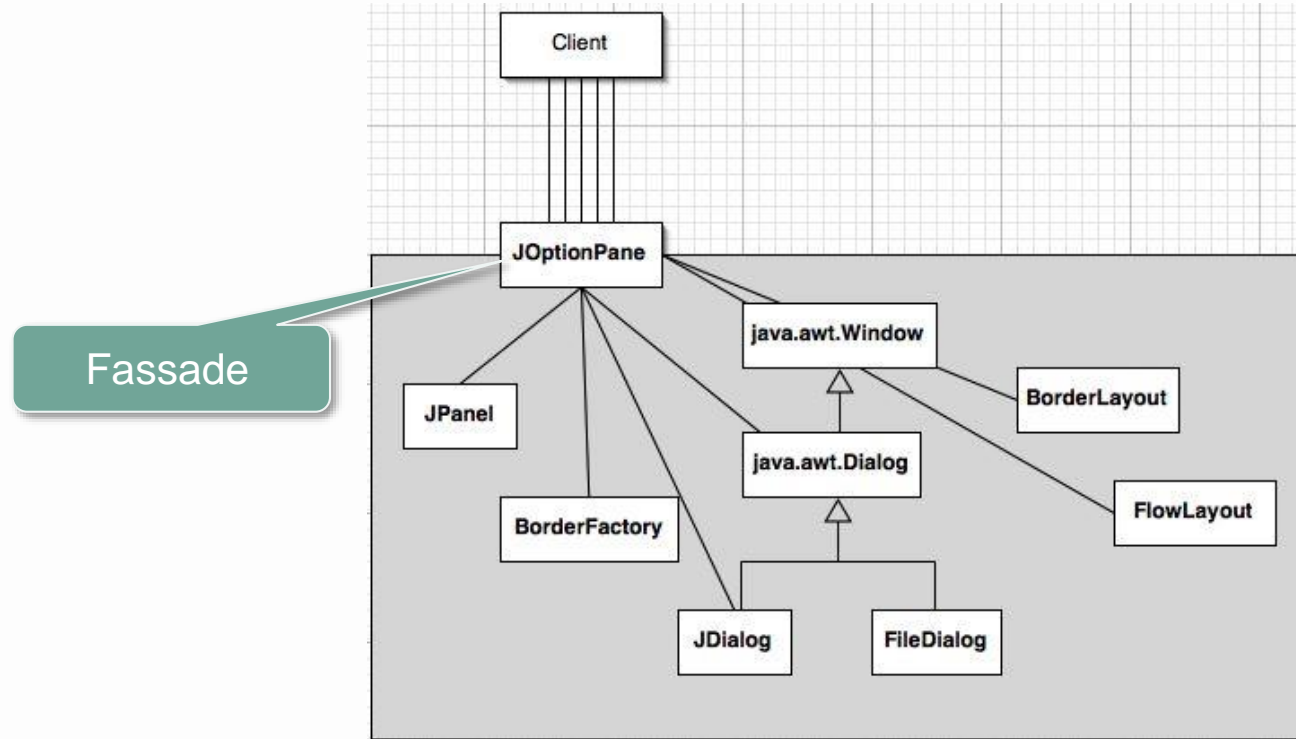 Client
JOptionPane
Fassade
java.awt.Window
JPanel
BorderLayout
java.awt.Dialog
BorderFactory
FlowLayout
JDialog
FileDialog